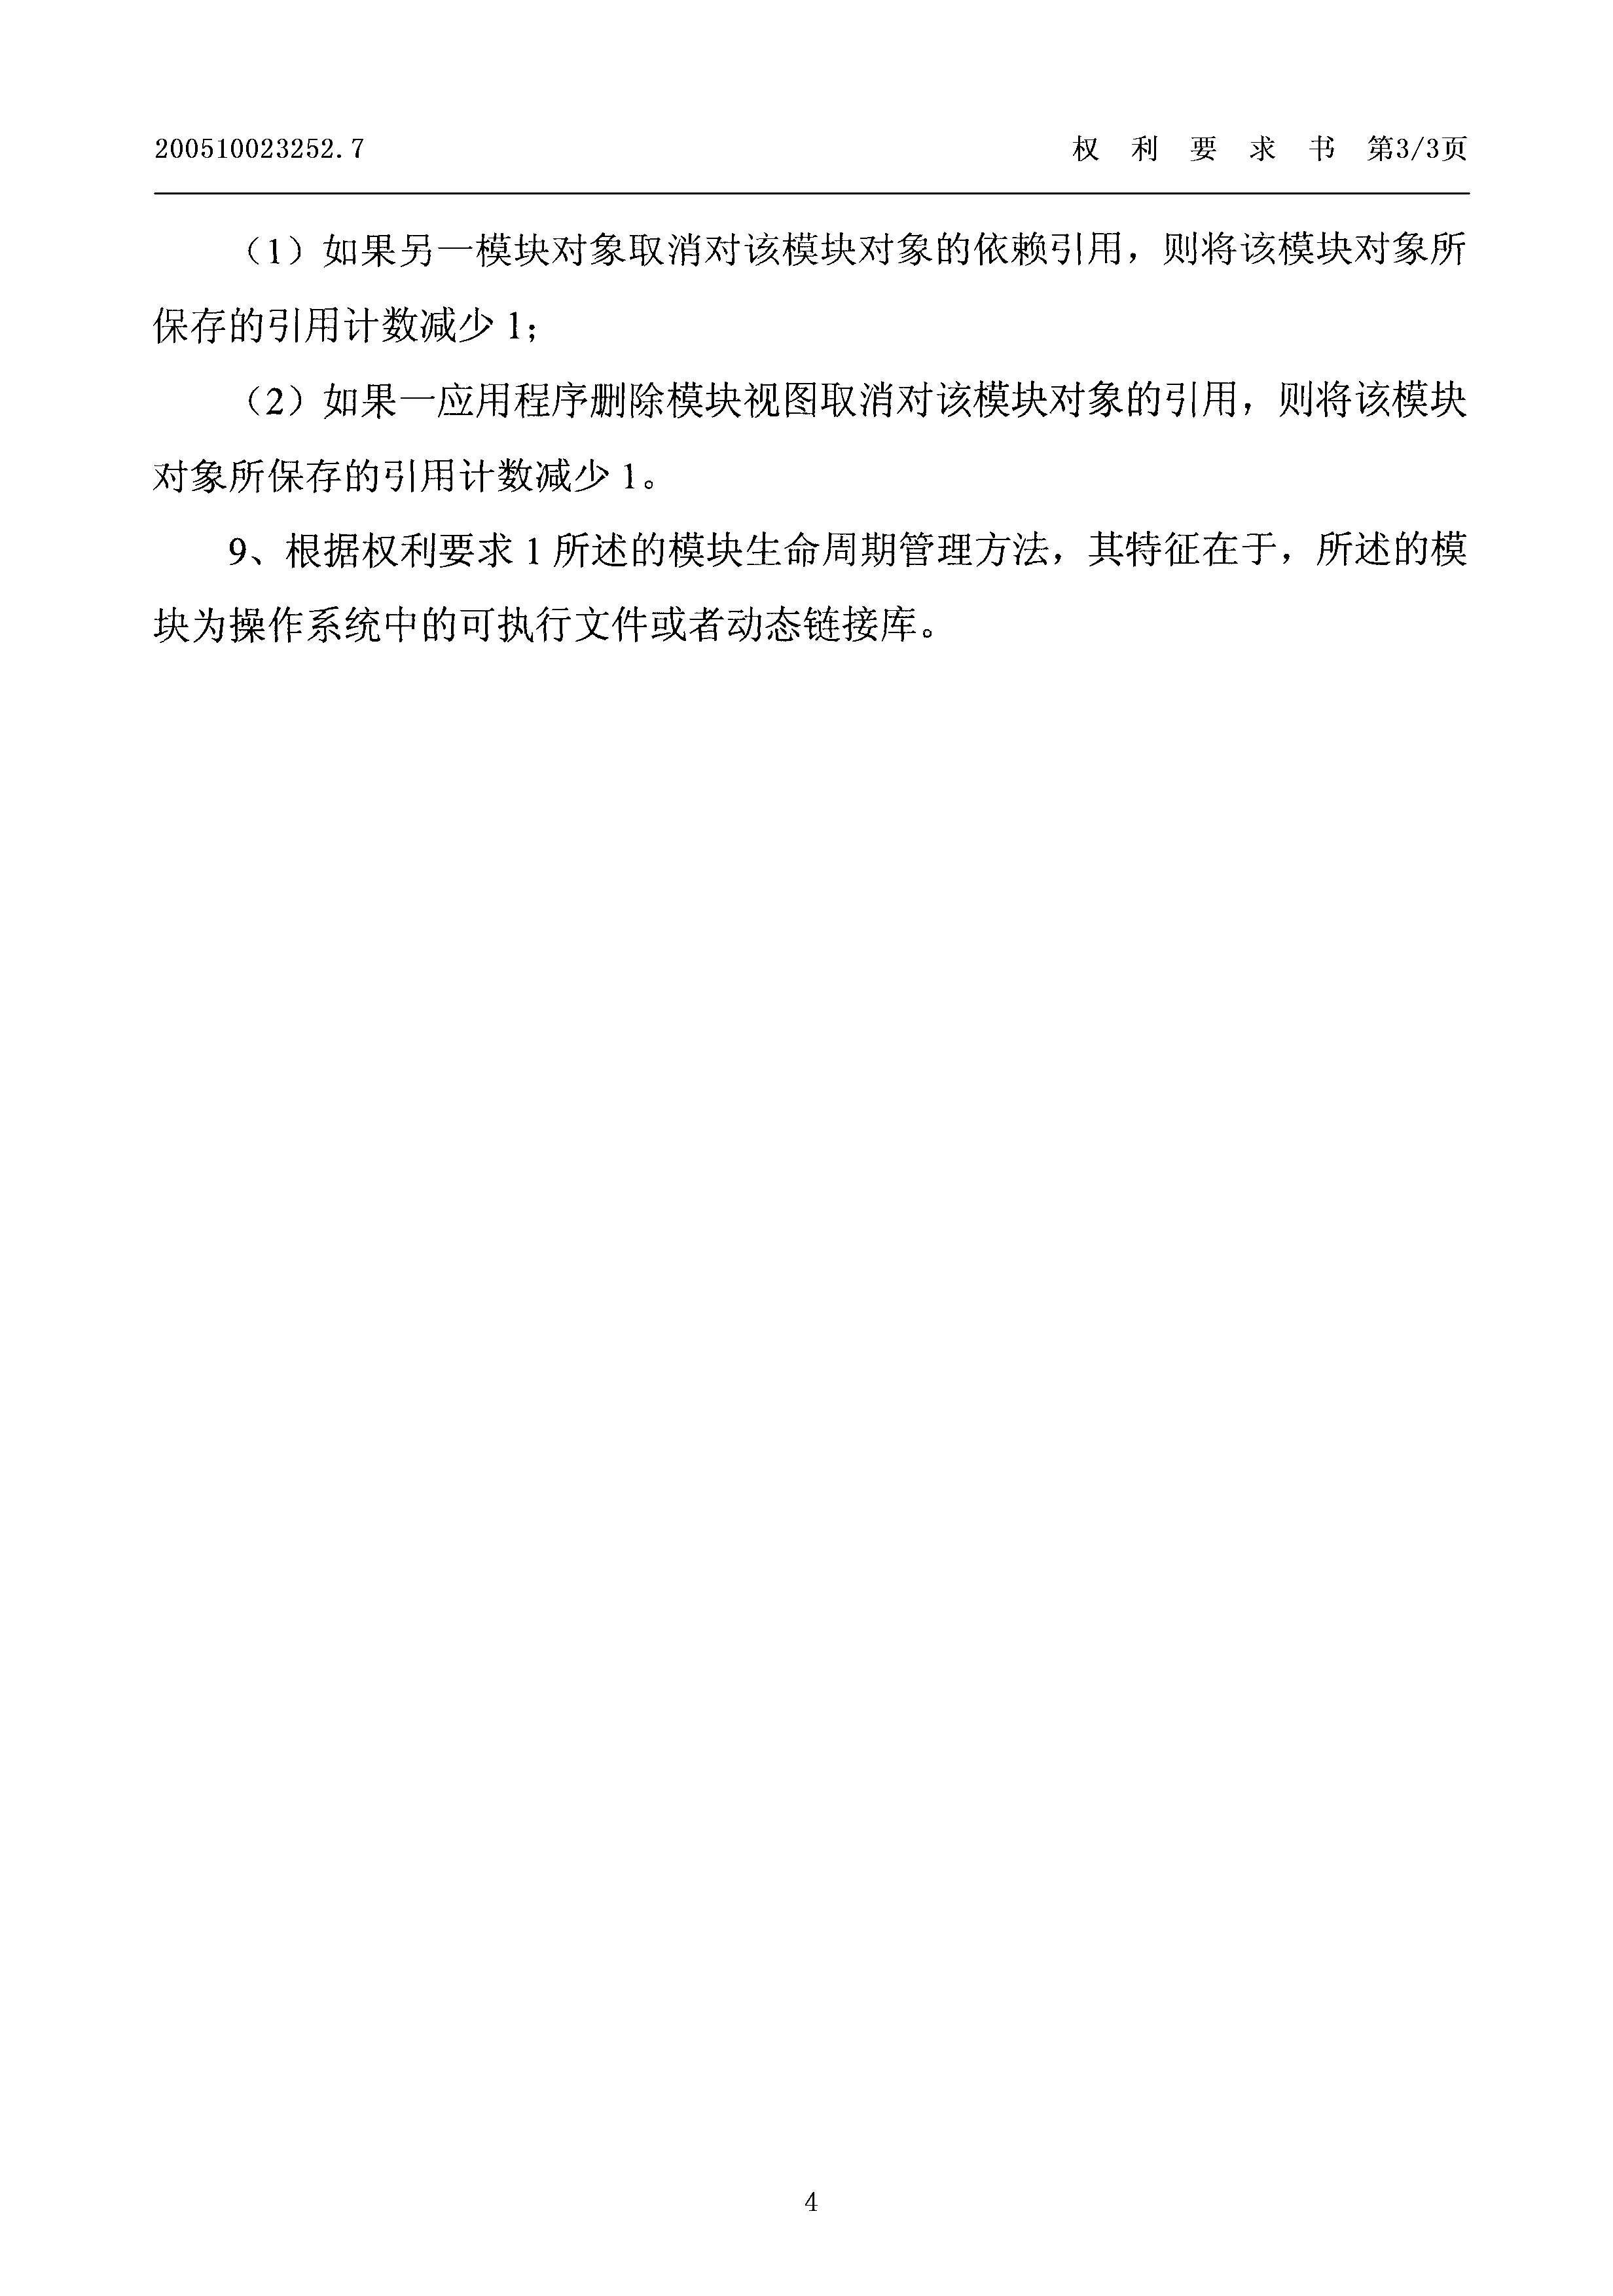 200510023252.7 权 利 要 求 书 第3/3页
（1）如果另一模块对象取消对该模块对象的依赖引用，则将该模块对象所
保存的引用计数减少 1；
（2）如果一应用程序删除模块视图取消对该模块对象的引用，则将该模块
对象所保存的引用计数减少 1。
9、根据权利要求 1 所述的模块生命周期管理方法，其特征在于，所述的模
块为操作系统中的可执行文件或者动态链接库。
4